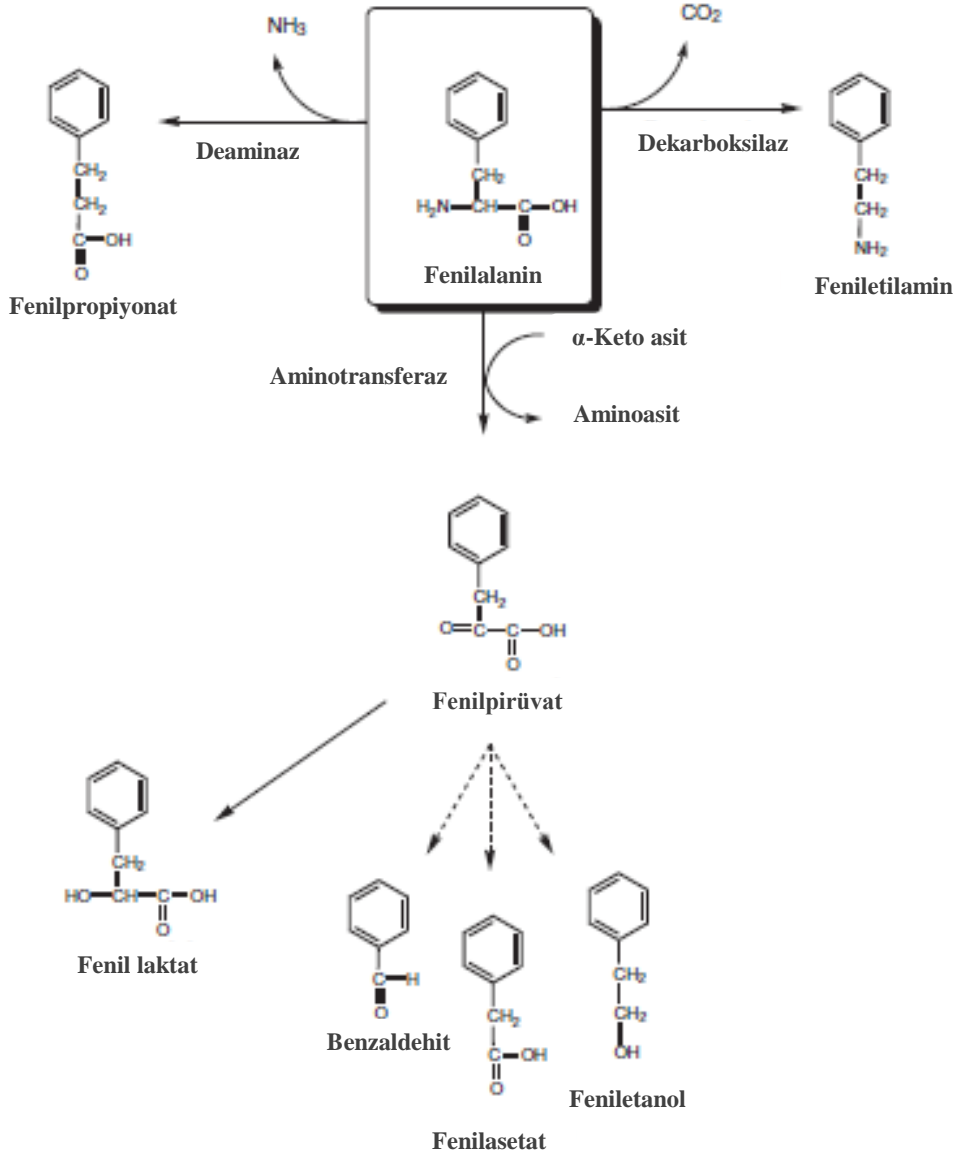 NH3
CO2
Deaminaz
Dekarboksilaz
CH2
CH2
C OH
O
Fenilpropiyonat
CH2
H2N CH C OH
O
Fenilalanin
CH2
CH2
NH2
Feniletilamin
Aminotransferaz
α-Keto asit
Aminoasit
CH2
O C C OH
O
Fenilpirüvat
CH2
HO CH C OH
O
Fenil laktat
C H
O
Benzaldehit
CH2
C OH
O
Fenilasetat
CH2
CH2
OH
Feniletanol